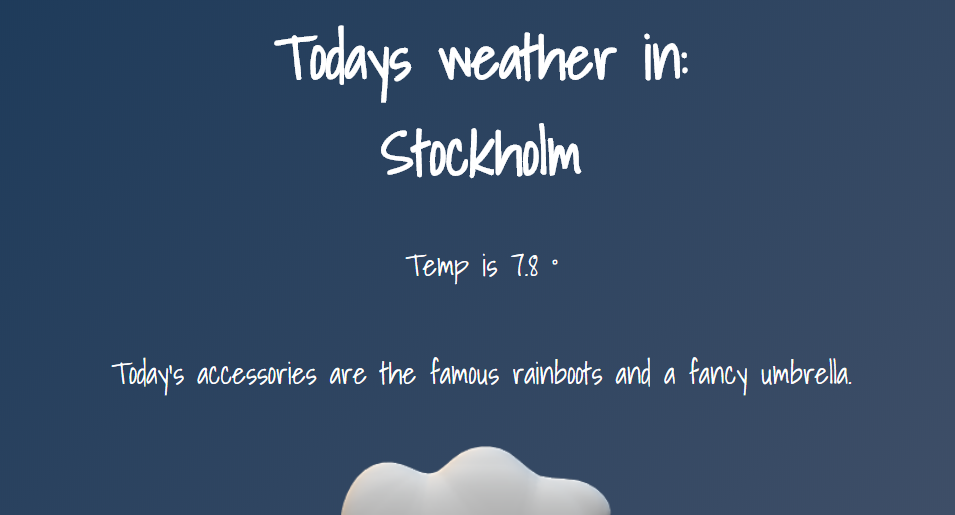 Todays weather in:
Stockholm
Temp is 7.8 °
Today's accessories are the famous rainboots and a fancy umbrella.